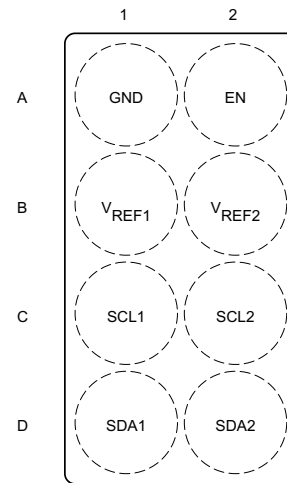 1 2
A GND EN
B VREF1 VREF2
C SCL1 SCL2
D SDA1 SDA2